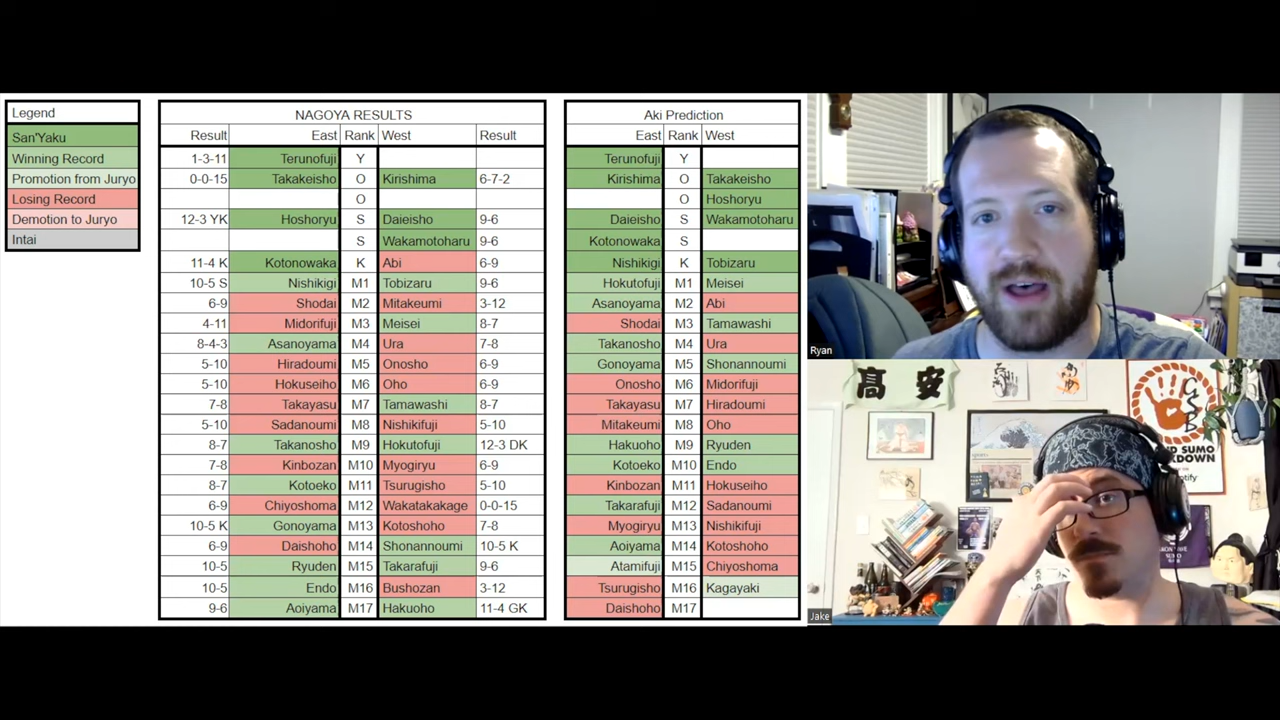 Legend
San'Yaku
Winning Record
Promotion from Juryo
Losing Record
Demotion to Juryo
Intai
NAGOYA RESULTS
Result East Rank West Result
1-3-11 Terunofuji Y
0-0-15 Takakeisho O Kirishima 6-7-2
O
12-3 YK Hoshoryu S Daieisho 9-6
S Wakamotoharu 9-6
11-4 K Kotonowaka K Abi 6-9
10-5 S Nishikigi M1 Tobizaru 9-6
6-9 Shodai M2 Mitakeumi 3-12
4-11 Midorifuji M3 Meisei 8-7
8-4-3 Asanoyama M4 Ura 7-8
5-10 Hiradoumi M5 Onosho 6-9
5-10 Hokuseiho M6 Oho 6-9
7-8 Takayasu M7 Tamawashi 8-7
5-10 Sadanoumi M8 Nishikifuji 5-10
8-7 Takanosho M9 Hokutofuji 12-3 DK
7-8 Kinbozan M10 Myogiryu 6-9
8-7 Kotoeko M11 Tsurugisho 5-10
6-9 Chiyoshoma M12 Wakatakakage 0-0-15
10-5 K Gonoyama M13 Kotoshoho 7-8
6-9 Daishoho M14 Shonannoumi 10-5 K
10-5 Ryuden M15 Takarafuji 9-6
10-5 Endo M16 Bushozan 3-12
9-6 Aoiyama M17 Hakuoho 11-4 GK
Aki Prediction
East Rank West
Terunofuji Y
Kirishima O Takakeisho
O Hoshoryu
Daieisho S Wakamotoharu
Kotonowaka S
Nishikigi K Tobizaru
Hokutofuji M1 Meisei
Asanoyama M2 Abi
Shodai M3 Tamawashi
Takanosho M4 Ura
Gonoyama M5 Shonannoumi
Onosho M6 Midorifuji
Takayasu M7 Hiradoumi
Mitakeumi M8 Oho
Hakuoho M9 Ryuden
Kotoeko M10 Endo
Kinbozan M11 Hokuseiho
Takarafuji M12 Sadanoumi
Myogiryu M13 Nishikifuji
Aoiyama M14 Kotoshoho
Atamifuji M15 Chiyoshoma
Tsurugisho M16 Kagayaki
Daishoho M17
Ryan
高安
GSB
SUMO
KDOWN
Jake